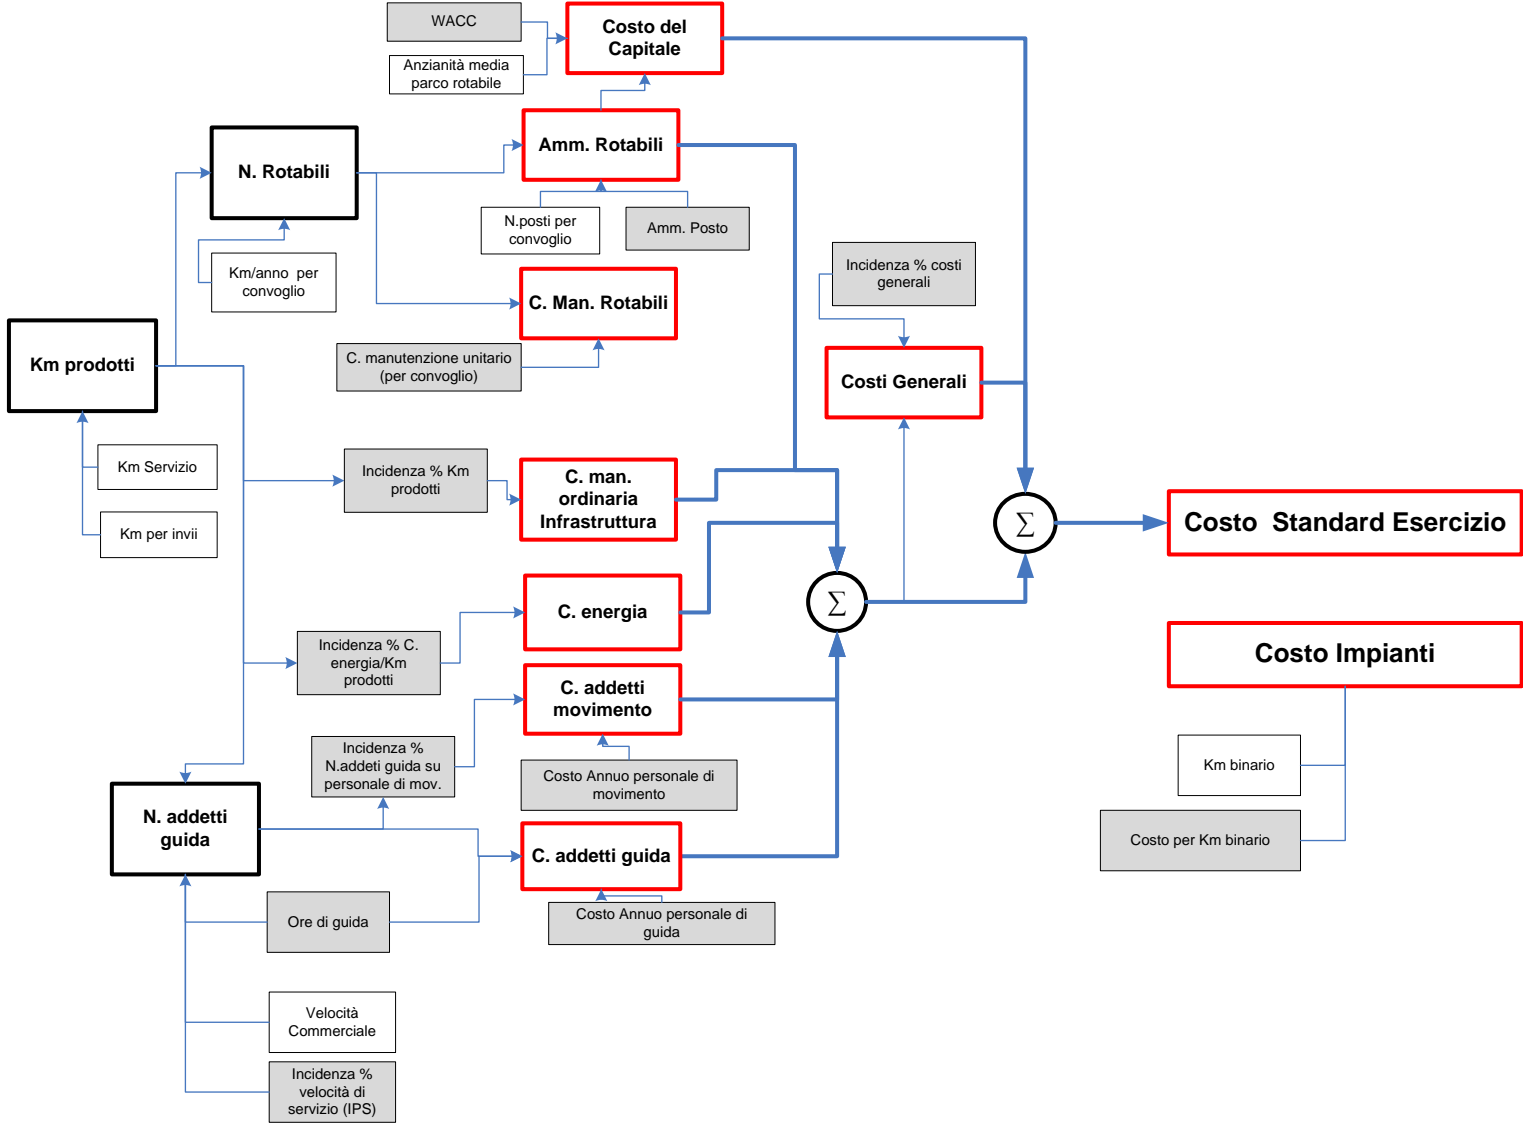 WACC
Anzianità media
parco rotabile
Costo del
Capitale
N. Rotabili
Amm. Rotabili
N.posti per
convoglio
Amm. Posto
Km/anno  per
convoglio
C. Man. Rotabili
C. manutenzione unitario
(per convoglio)
Incidenza % costi
generali
Km prodotti
Costi Generali
Km Servizio
Km per invii
Incidenza % Km
prodotti
C. man.
ordinaria
Infrastruttura
∑
Costo  Standard Esercizio
C. energia
∑
Incidenza % C.
energia/Km
prodotti
Costo Impianti
C. addetti
movimento
Incidenza %
N.addeti guida su
personale di mov.
Costo Annuo personale di
movimento
Km binario
N. addetti
guida
C. addetti guida
Costo per Km binario
Ore di guida
Costo Annuo personale di
guida
Velocità
Commerciale
Incidenza %
velocità di
servizio (IPS)